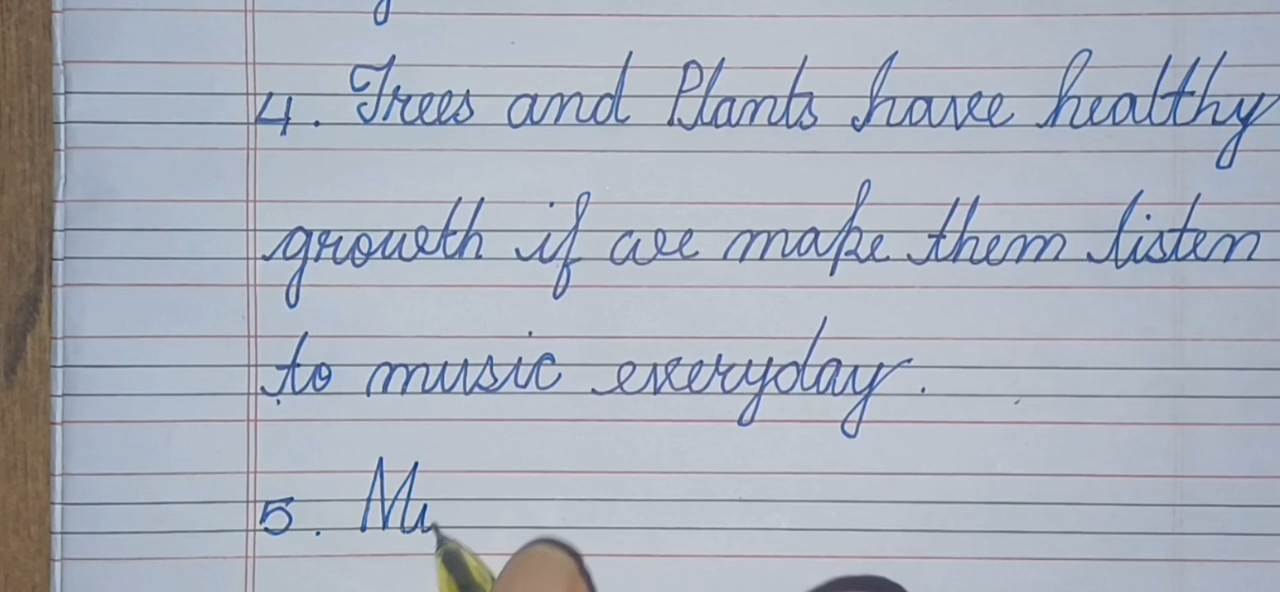 4. Trees and Plants have healthy
growth if we make them listen
to music everyday.
5. Mu